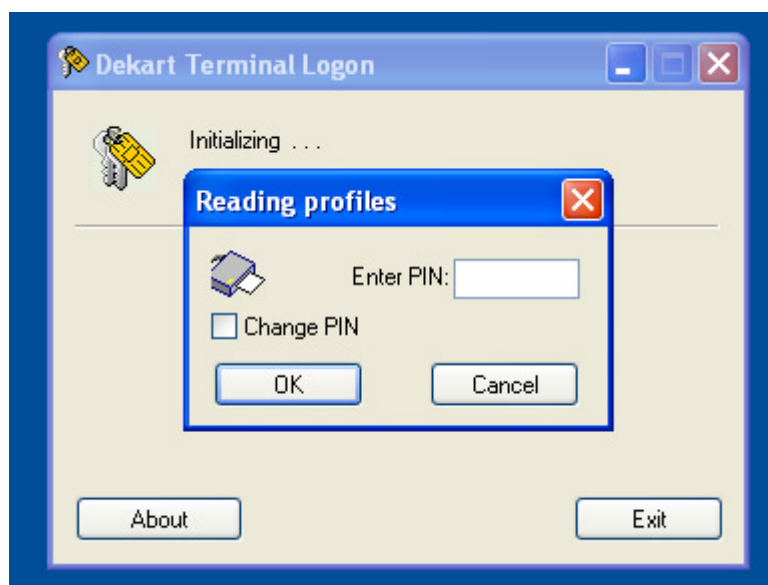 Dekart Terminal Logon
Initializing . . .
Reading profiles
Enter PIN:
Change PIN
OK Cancel
About Exit